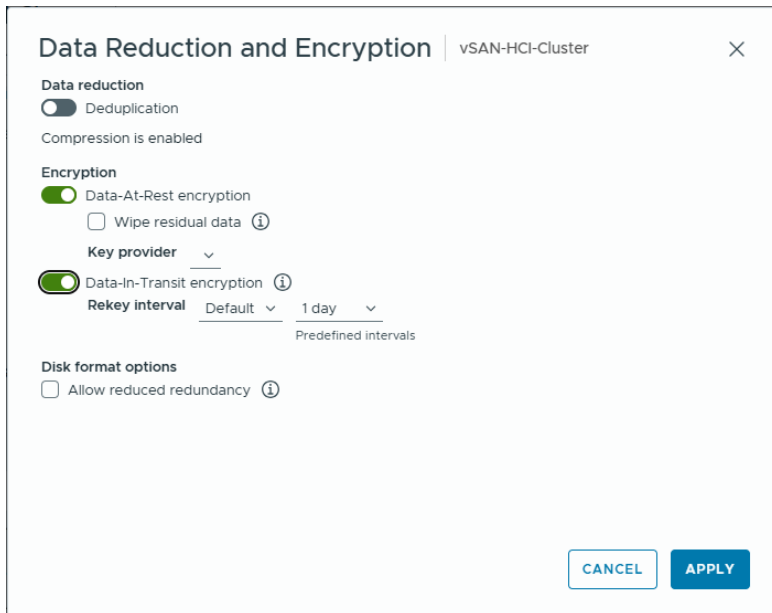 Data Reduction and Encryption vSAN-HCI-Cluster
Data reduction
Deduplication
Compression is enabled
Encryption
Data-At-Rest encryption
Wipe residual data
Key provider
Data-In-Transit encryption
Rekey interval Default 1 day
Predefined intervals
Disk format options
Allow reduced redundancy
CANCEL APPLY